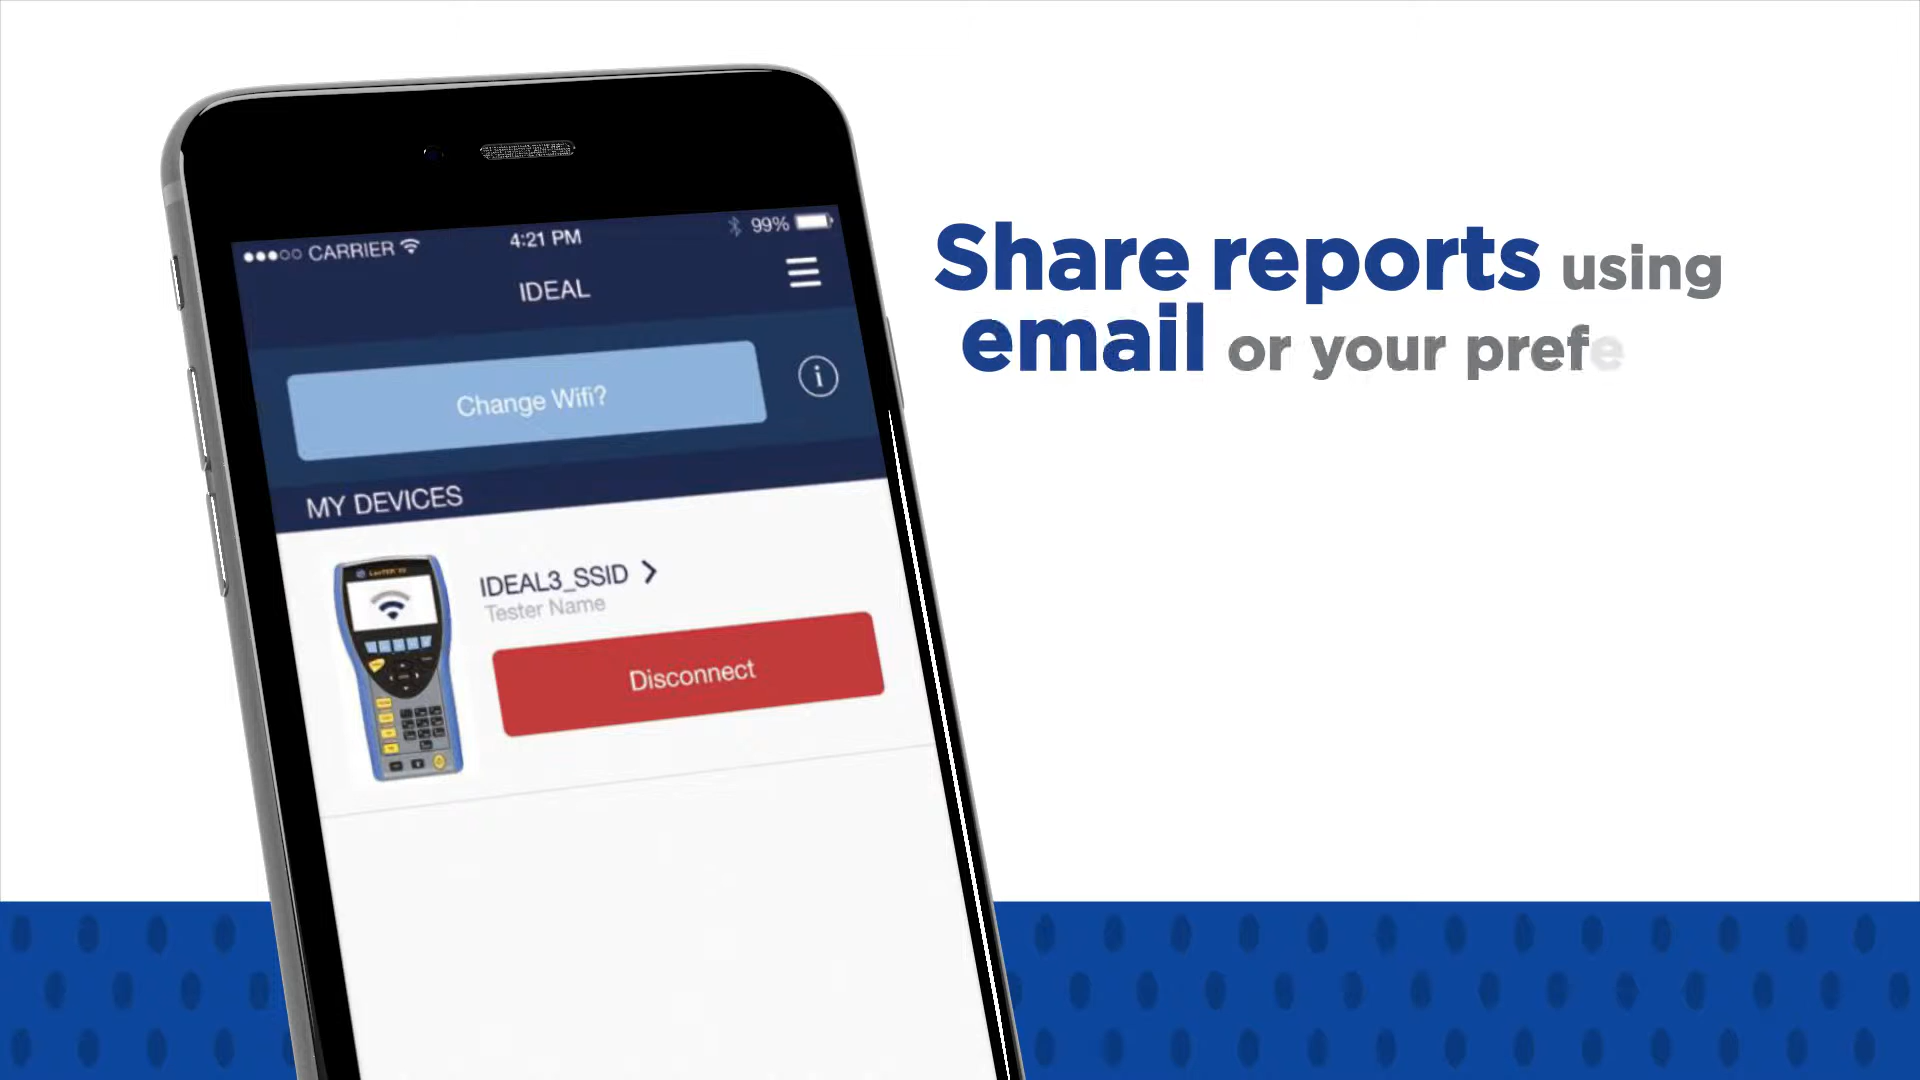 CARRIER 4:21 PM 99%
IDEAL
Change Wifi?
i
MY DEVICES
IDEAL3_SSID
Tester Name
Disconnect
Share reports using
email or your prefe